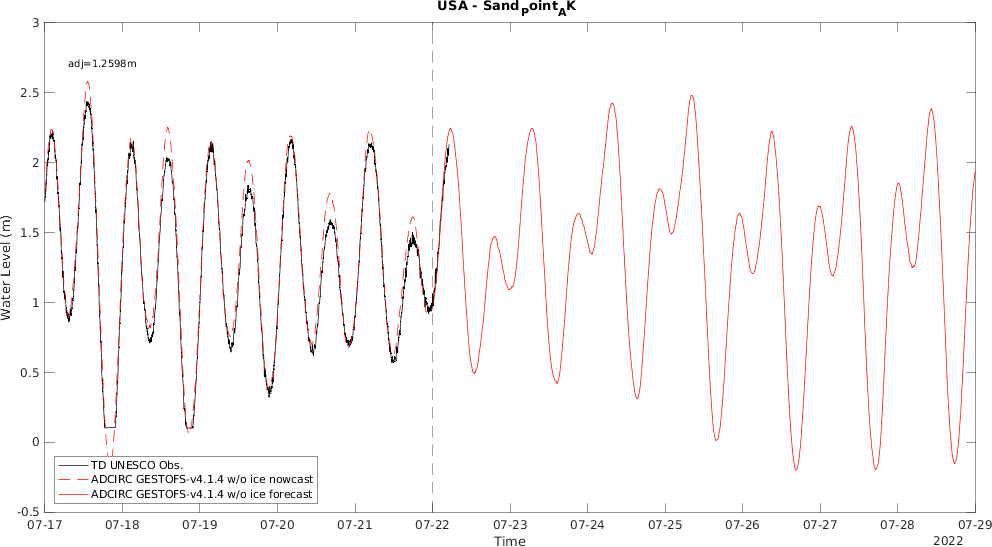 USA - Sand_Point_AK
adj=1.2598m
3
2.5
2
1.5
1
0.5
0
-0.5
Water Level (m)
TD UNESCO Obs.
ADCIRC GESTOFS-v4.1.4 w/o ice nowcast
ADCIRC GESTOFS-v4.1.4 w/o ice forecast
07-17 07-18 07-19 07-20 07-21 07-22 07-23 07-24 07-25 07-26 07-27 07-28 07-29
Time
2022